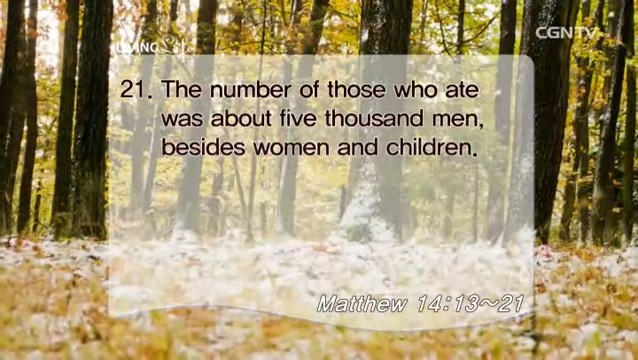 CGNTV
LIVING
21. The number of those who ate
was about five thousand men,
besides women and children.
Matthew 14:13~21